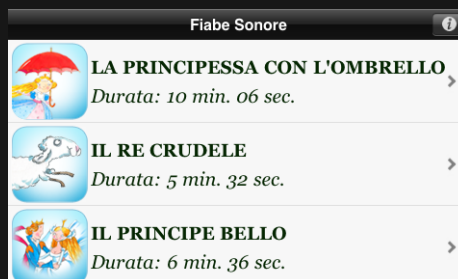 Fiabe Sonore
LA PRINCIPESSA CON L'OMBRELLO
Durata: 10 min. 06 sec.
IL RE CRUDELE
Durata: 5 min. 32 sec.
IL PRINCIPE BELLO
Durata: 6 min. 36 sec.